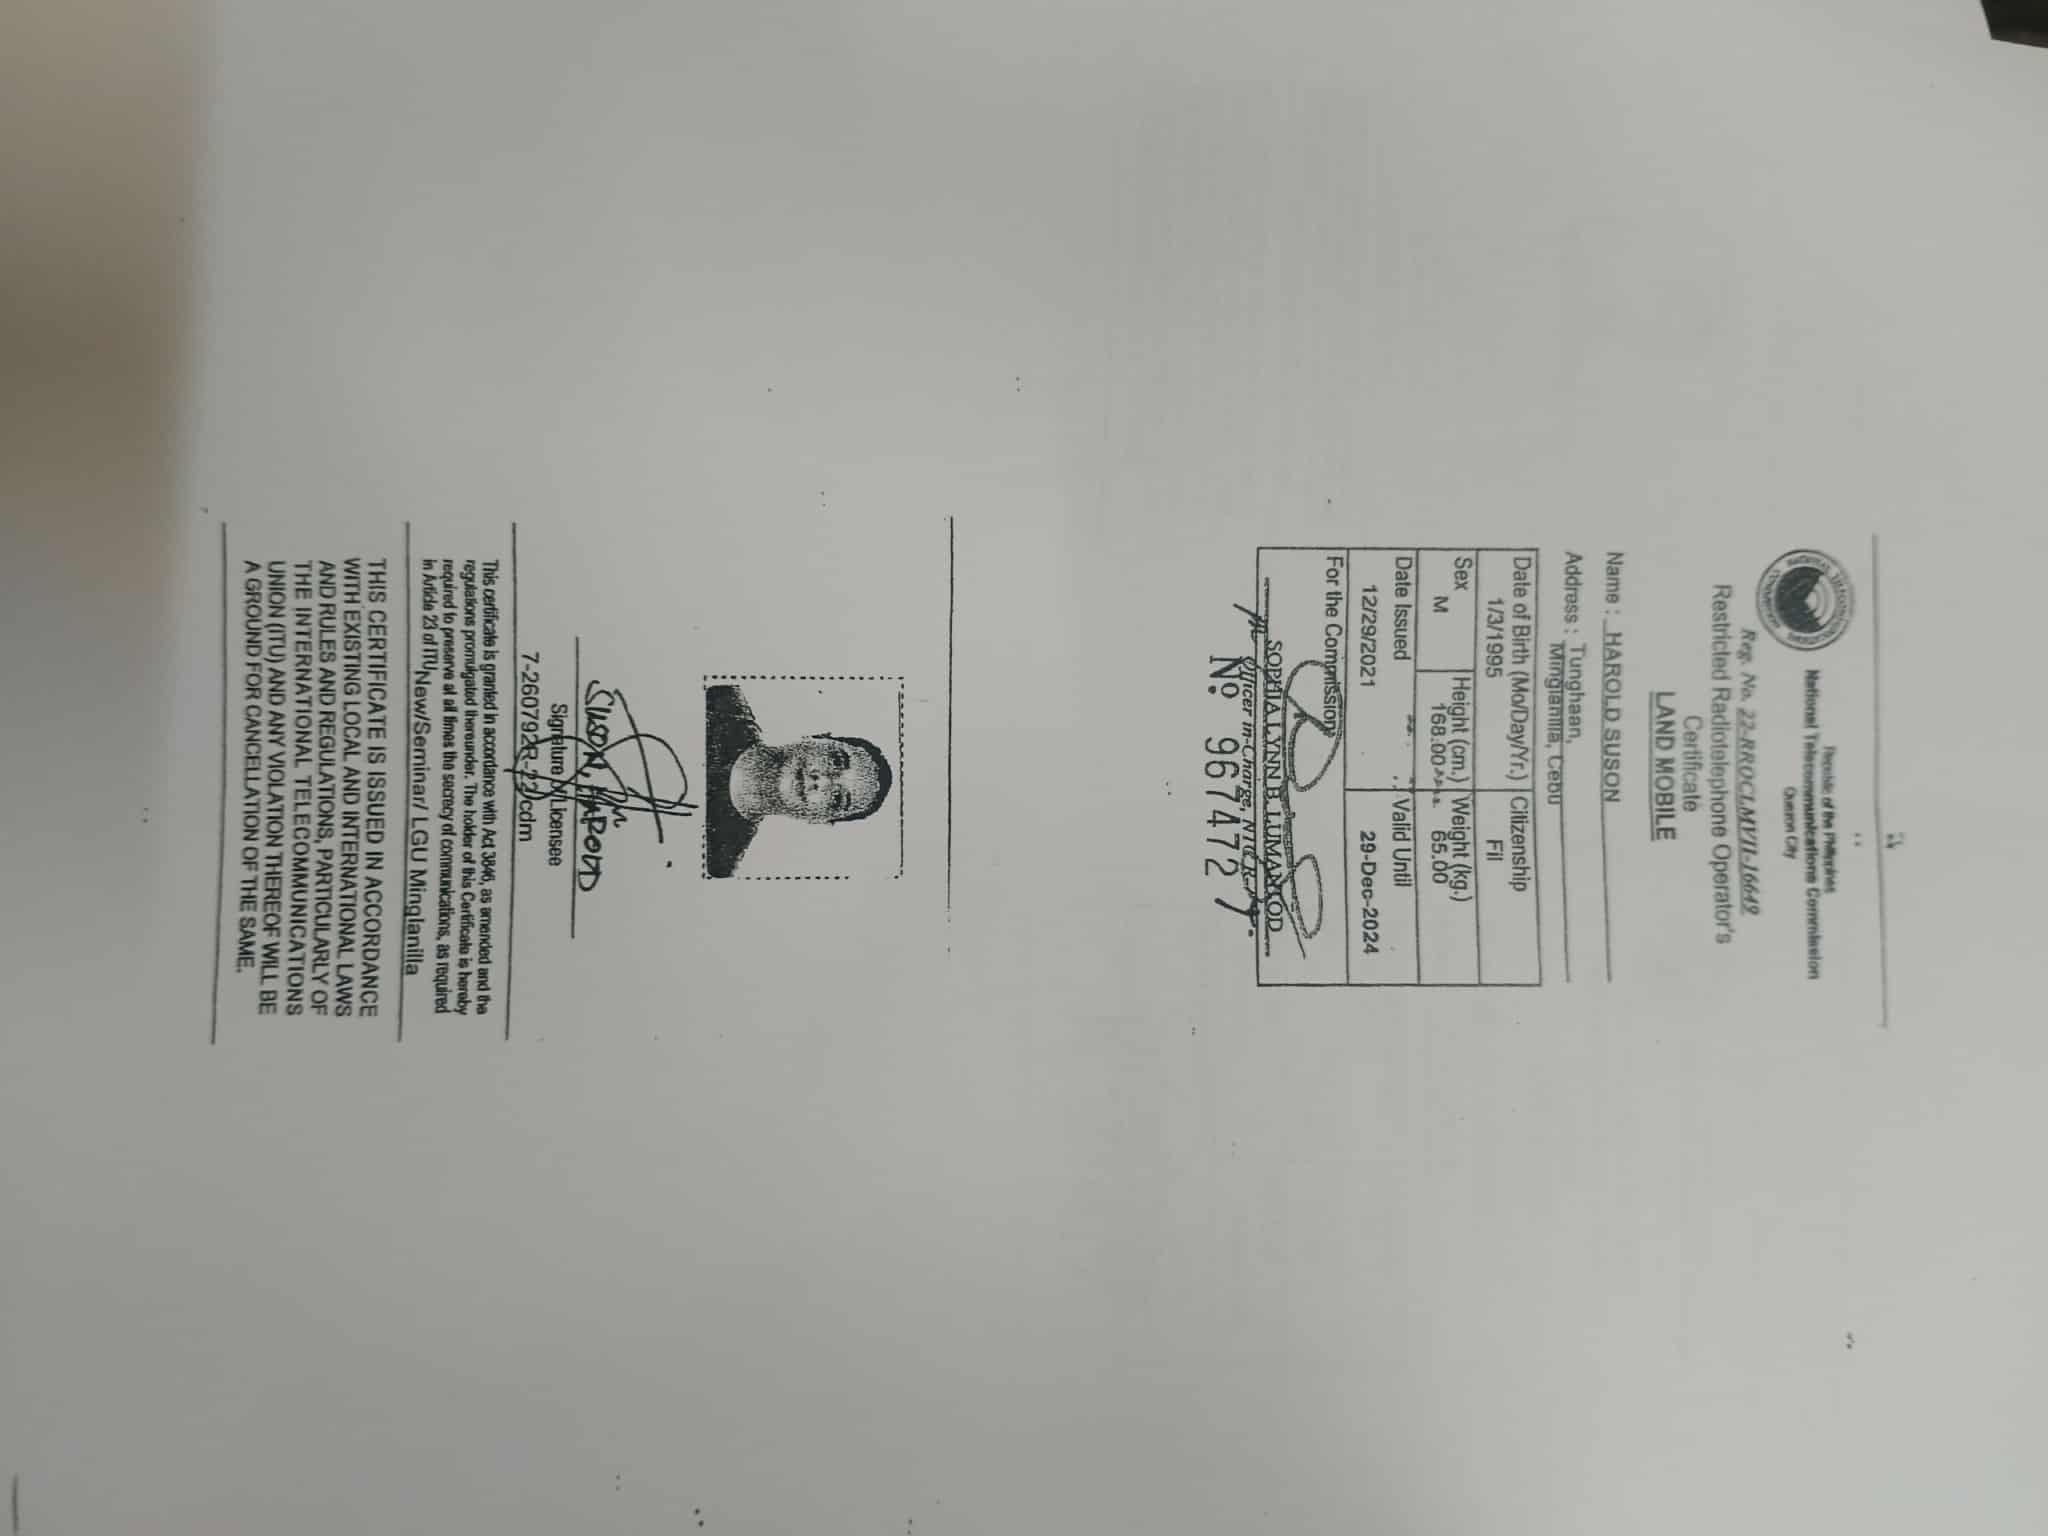 NATIONAL TELECOMMUNICATIONS COMMISSION
Republic of the Philippines
National Telecommunications Commission
Quezon City
Reg. No. 22-RROCLMVII-16649
Restricted Radiotelephone Operator's
Certificate
LAND MOBILE
Name : HAROLD SUSON
Address : Tunghaan,
Minglanilla, Cebu
Date of Birth (Mo/Day/Yr.) Citizenship
1/3/1995 Fil
Sex Height (cm.) Weight (kg.)
M 168.00 65.00
Date Issued Valid Until
12/29/2021 29-Dec-2024
For the Commission:
SOPHIA LYNN B. LUMANTOD
Officer in-Charge, NTC R-
No. 967472
SUSON, HAROLD
Signature of Licensee
7-260792R-22/cdm
This certificate is granted in accordance with Act 3846, as amended and the
regulations promulgated thereunder. The holder of this Certificate is hereby
required to preserve at all times the secrecy of communications, as required
in Article 23 of ITU New/Seminar/ LGU Minglanilla
THIS CERTIFICATE IS ISSUED IN ACCORDANCE
WITH EXISTING LOCAL AND INTERNATIONAL LAWS
AND RULES AND REGULATIONS, PARTICULARLY OF
THE INTERNATIONAL TELECOMMUNICATIONS
UNION (ITU) AND ANY VIOLATION THEREOF WILL BE
A GROUND FOR CANCELLATION OF THE SAME.